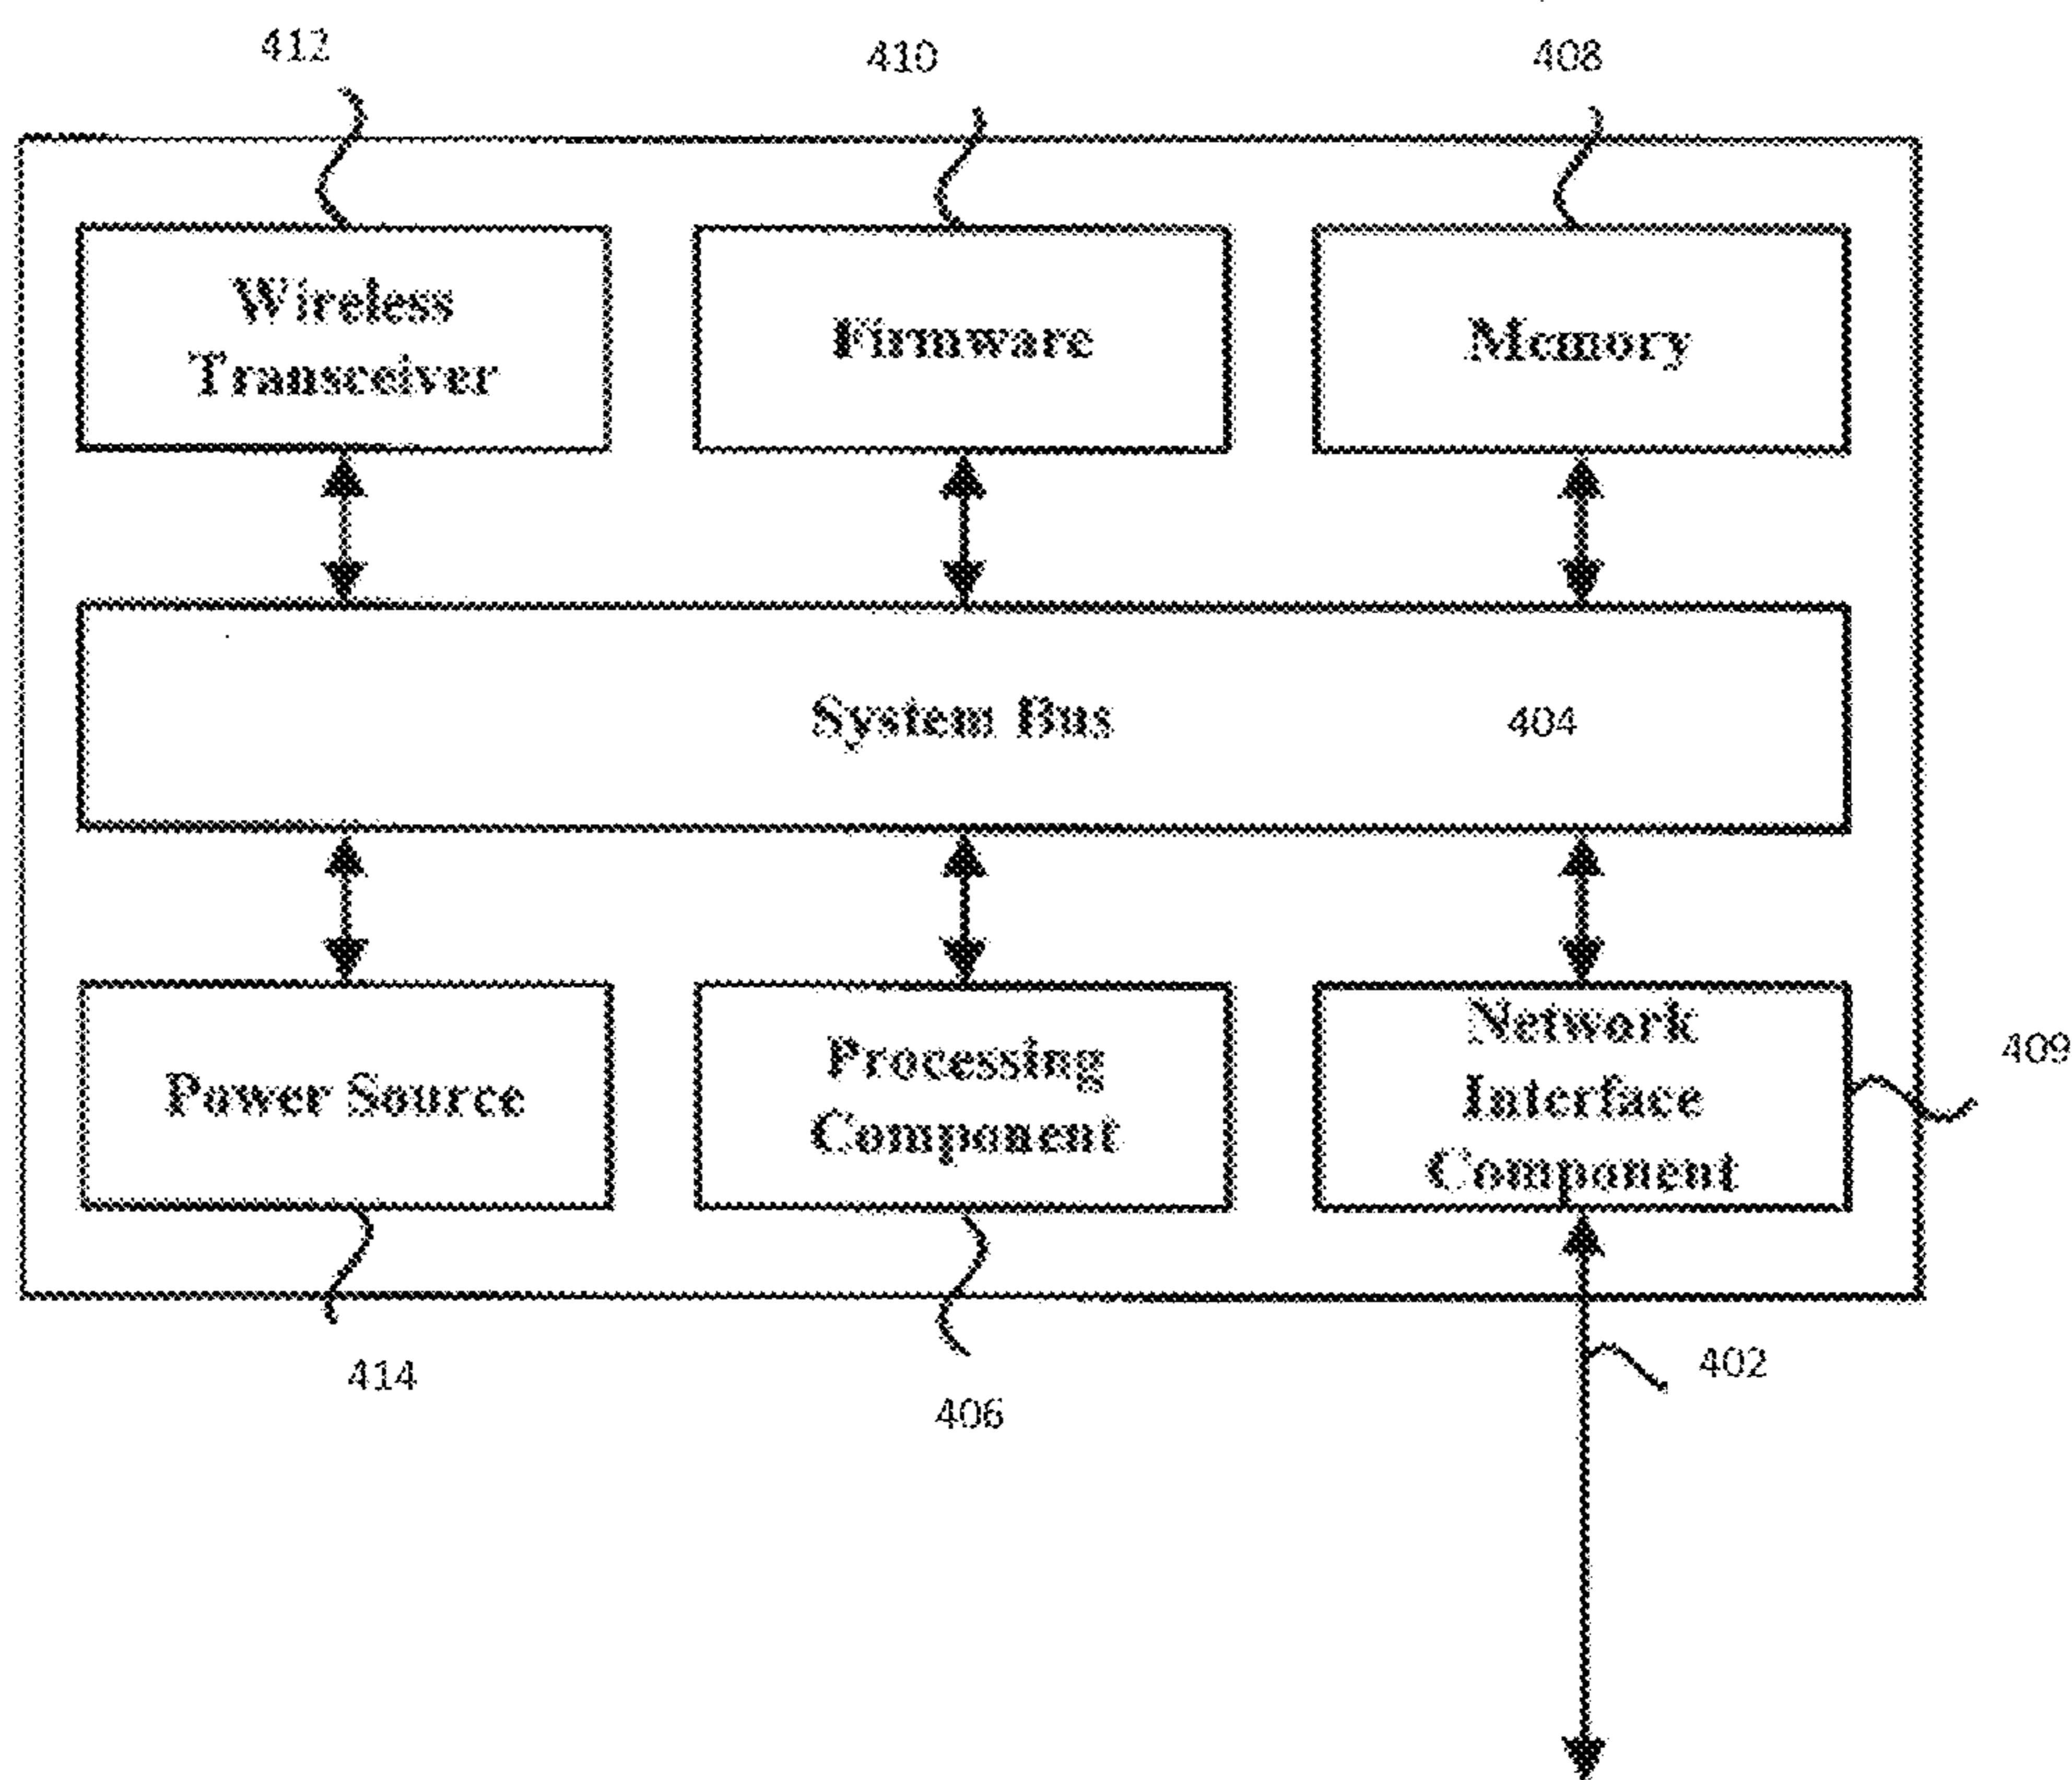 412
410
408
Wireless
Transceiver
Firmware
Memory
System Bus
404
Power Source
Processing
Component
Network
Interface
Component
409
414
406
402